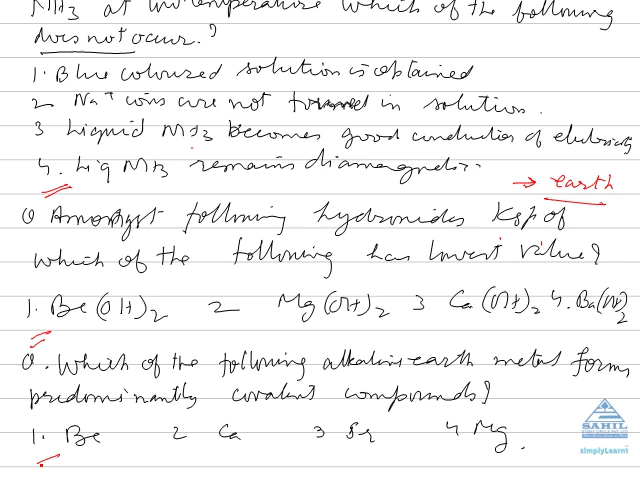 NH3 at low temperature which of the following
does not occur.?
1. Blue coloured solution is obtained
2 Na+ ions are not formed in solution.
3 Liquid NH3 becomes good conductor of electricity
4. Liq NH3 remains diamagnetic.
→ earth
Q Amongst following hydroxides Ksp of
which of the following has lowest value?
1. Be(OH)2 2 Mg(OH)2 3 Ca(OH)2 4. Ba(OH)2
Q. Which of the following alkaline earth metal forms
predominantly covalent compounds?
1. Be 2 Ca 3 Sr 4 Mg.
SAHIL
simplyLearnt